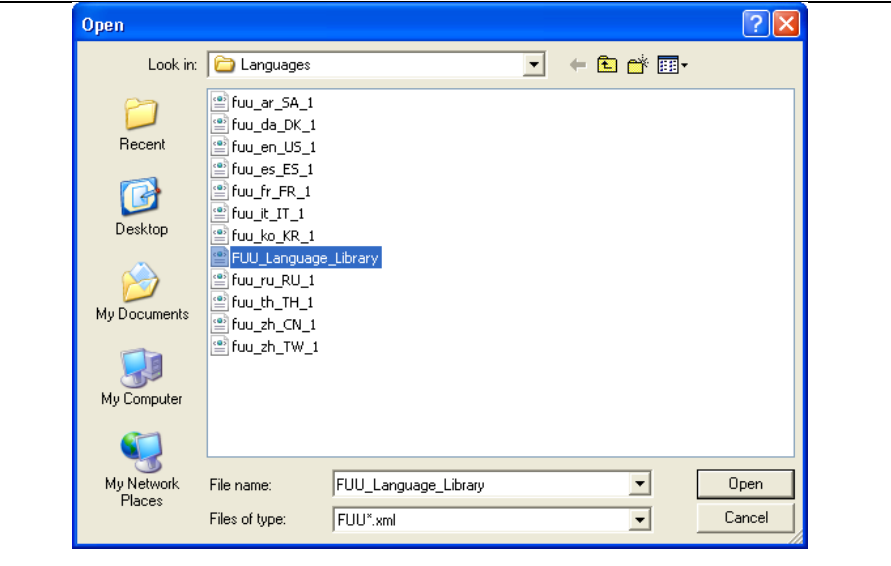 Open
Look in:
Languages
Recent
Desktop
My Documents
My Computer
My Network
Places
fuu_ar_SA_1
fuu_da_DK_1
fuu_en_US_1
fuu_es_ES_1
fuu_fr_FR_1
fuu_it_IT_1
fuu_ko_KR_1
FUU_Language_Library
fuu_ru_RU_1
fuu_th_TH_1
fuu_zh_CN_1
fuu_zh_TW_1
File name:
FUU_Language_Library
Open
Files of type:
FUU*.xml
Cancel